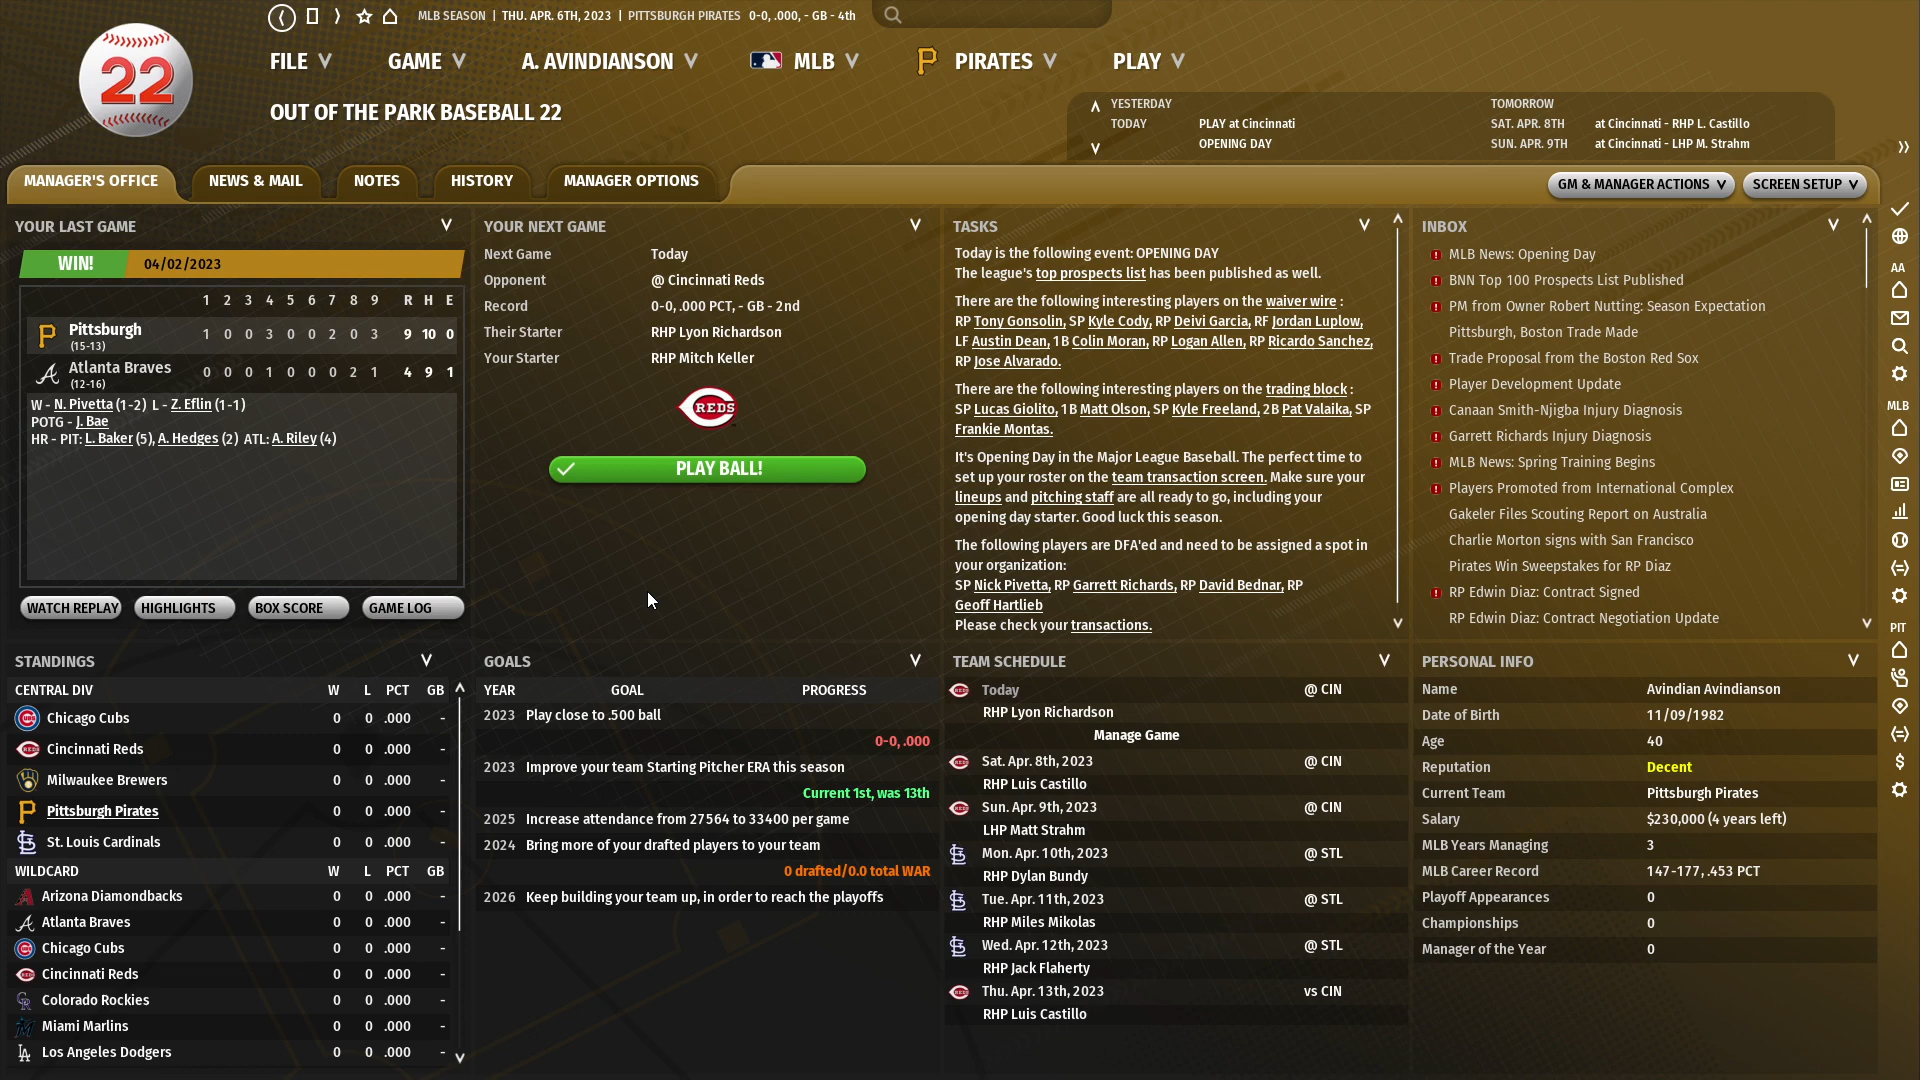 MLB SEASON | THU. APR. 6TH, 2023 | PITTSBURGH PIRATES 0-0, .000, - GB - 4th
22
FILE GAME A. AVINDIANSON MLB PIRATES PLAY
OUT OF THE PARK BASEBALL 22
YESTERDAY
TODAY PLAY at Cincinnati
OPENING DAY
TOMORROW
SAT. APR. 8TH at Cincinnati - RHP L. Castillo
SUN. APR. 9TH at Cincinnati - LHP M. Strahm
MANAGER'S OFFICE NEWS & MAIL NOTES HISTORY MANAGER OPTIONS
GM & MANAGER ACTIONS SCREEN SETUP
YOUR LAST GAME
WIN! 04/02/2023
1 2 3 4 5 6 7 8 9 R H E
Pittsburgh 1 0 0 3 0 0 2 0 3 9 10 0
(15-13)
Atlanta Braves 0 0 0 1 0 0 0 2 1 4 9 1
(12-16)
W - N. Pivetta (1-2) L - Z. Eflin (1-1)
POTG - J. Bae
HR - PIT: L. Baker (5), A. Hedges (2) ATL: A. Riley (4)
WATCH REPLAY HIGHLIGHTS BOX SCORE GAME LOG
YOUR NEXT GAME
Next Game Today
Opponent @ Cincinnati Reds
Record 0-0, .000 PCT, - GB - 2nd
Their Starter RHP Lyon Richardson
Your Starter RHP Mitch Keller
REDS
PLAY BALL!
TASKS
Today is the following event: OPENING DAY
The league's top prospects list has been published as well.
There are the following interesting players on the waiver wire :
RP Tony Gonsolin, SP Kyle Cody, RP Deivi Garcia, RF Jordan Luplow,
LF Austin Dean, 1B Colin Moran, RP Logan Allen, RP Ricardo Sanchez,
RP Jose Alvarado.
There are the following interesting players on the trading block :
SP Lucas Giolito, 1B Matt Olson, SP Kyle Freeland, 2B Pat Valaika, SP
Frankie Montas.
It's Opening Day in the Major League Baseball. The perfect time to
set up your roster on the team transaction screen. Make sure your
lineups and pitching staff are all ready to go, including your
opening day starter. Good luck this season.
The following players are DFA'ed and need to be assigned a spot in
your organization:
SP Nick Pivetta, RP Garrett Richards, RP David Bednar, RP
Geoff Hartlieb
Please check your transactions.
INBOX
MLB News: Opening Day
BNN Top 100 Prospects List Published
PM from Owner Robert Nutting: Season Expectation
Pittsburgh, Boston Trade Made
Trade Proposal from the Boston Red Sox
Player Development Update
Canaan Smith-Njigba Injury Diagnosis
Garrett Richards Injury Diagnosis
MLB News: Spring Training Begins
Players Promoted from International Complex
Gakeler Files Scouting Report on Australia
Charlie Morton signs with San Francisco
Pirates Win Sweepstakes for RP Diaz
RP Edwin Diaz: Contract Signed
RP Edwin Diaz: Contract Negotiation Update
AA
MLB
PIT
STANDINGS
CENTRAL DIV W L PCT GB
Chicago Cubs 0 0 .000 -
Cincinnati Reds 0 0 .000 -
Milwaukee Brewers 0 0 .000 -
Pittsburgh Pirates 0 0 .000 -
St. Louis Cardinals 0 0 .000 -
WILDCARD W L PCT GB
Arizona Diamondbacks 0 0 .000 -
Atlanta Braves 0 0 .000 -
Chicago Cubs 0 0 .000 -
Cincinnati Reds 0 0 .000 -
Colorado Rockies 0 0 .000 -
Miami Marlins 0 0 .000 -
Los Angeles Dodgers 0 0 .000 -
GOALS
YEAR GOAL PROGRESS
2023 Play close to .500 ball
0-0, .000
2023 Improve your team Starting Pitcher ERA this season
Current 1st, was 13th
2025 Increase attendance from 27564 to 33400 per game
2024 Bring more of your drafted players to your team
0 drafted/0.0 total WAR
2026 Keep building your team up, in order to reach the playoffs
TEAM SCHEDULE
Today @ CIN
RHP Lyon Richardson
Manage Game
Sat. Apr. 8th, 2023 @ CIN
RHP Luis Castillo
Sun. Apr. 9th, 2023 @ CIN
LHP Matt Strahm
Mon. Apr. 10th, 2023 @ STL
RHP Dylan Bundy
Tue. Apr. 11th, 2023 @ STL
RHP Miles Mikolas
Wed. Apr. 12th, 2023 @ STL
RHP Jack Flaherty
Thu. Apr. 13th, 2023 vs CIN
RHP Luis Castillo
PERSONAL INFO
Name Avindian Avindianson
Date of Birth 11/09/1982
Age 40
Reputation Decent
Current Team Pittsburgh Pirates
Salary $230,000 (4 years left)
MLB Years Managing 3
MLB Career Record 147-177, .453 PCT
Playoff Appearances 0
Championships 0
Manager of the Year 0